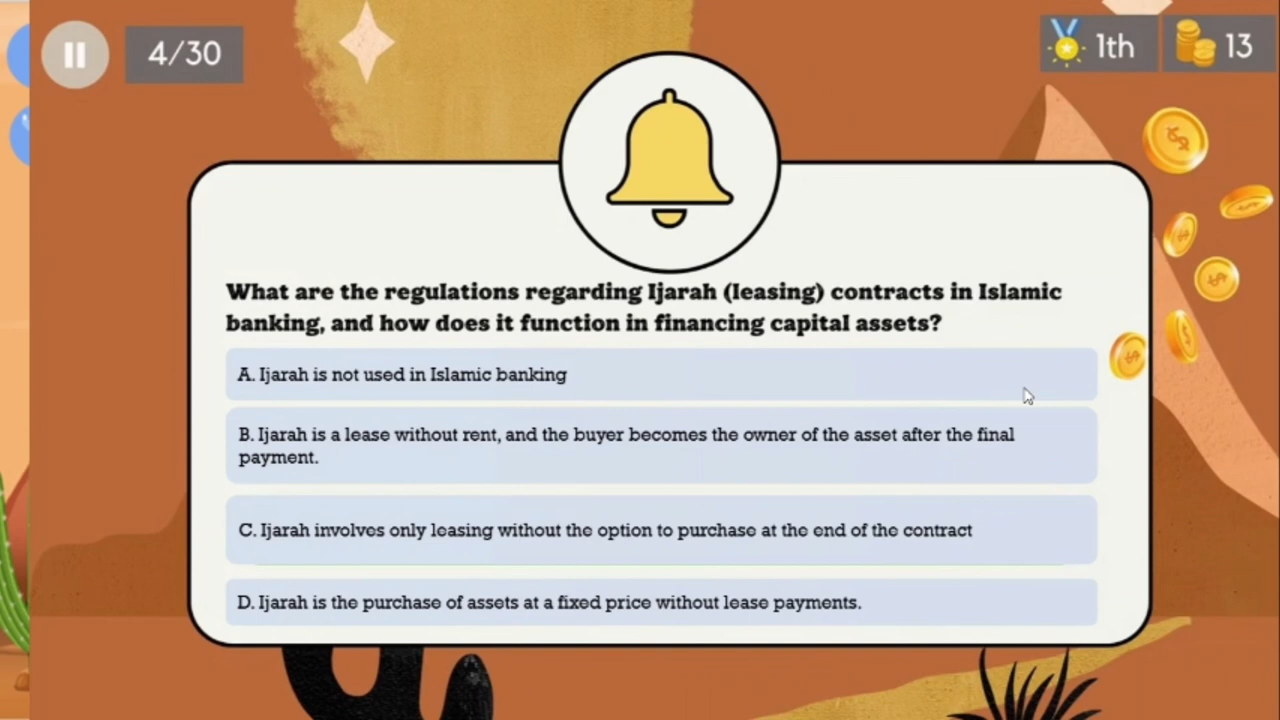 4/30
1th
13
What are the regulations regarding Ijarah (leasing) contracts in Islamic
banking, and how does it function in financing capital assets?
A. Ijarah is not used in Islamic banking
B. Ijarah is a lease without rent, and the buyer becomes the owner of the asset after the final
payment.
C. Ijarah involves only leasing without the option to purchase at the end of the contract
D. Ijarah is the purchase of assets at a fixed price without lease payments.